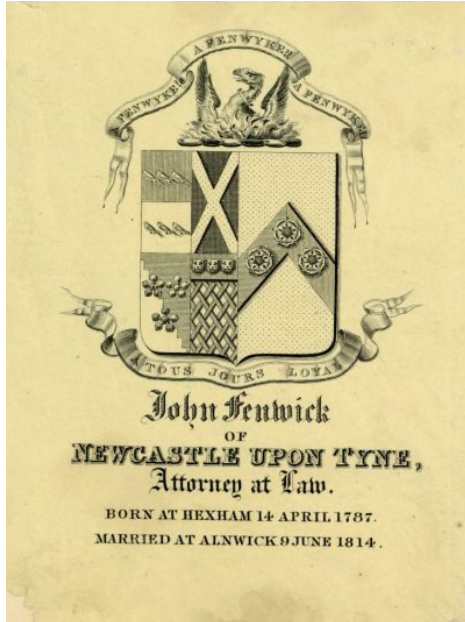 A FENWYKE! A FENWYKE! A FENWYKE!
A TOUS JOURS LOYAL
John Fenwick
OF
NEWCASTLE UPON TYNE,
Attorney at Law.
BORN AT HEXHAM 14 APRIL 1787.
MARRIED AT ALNWICK 9 JUNE 1814.